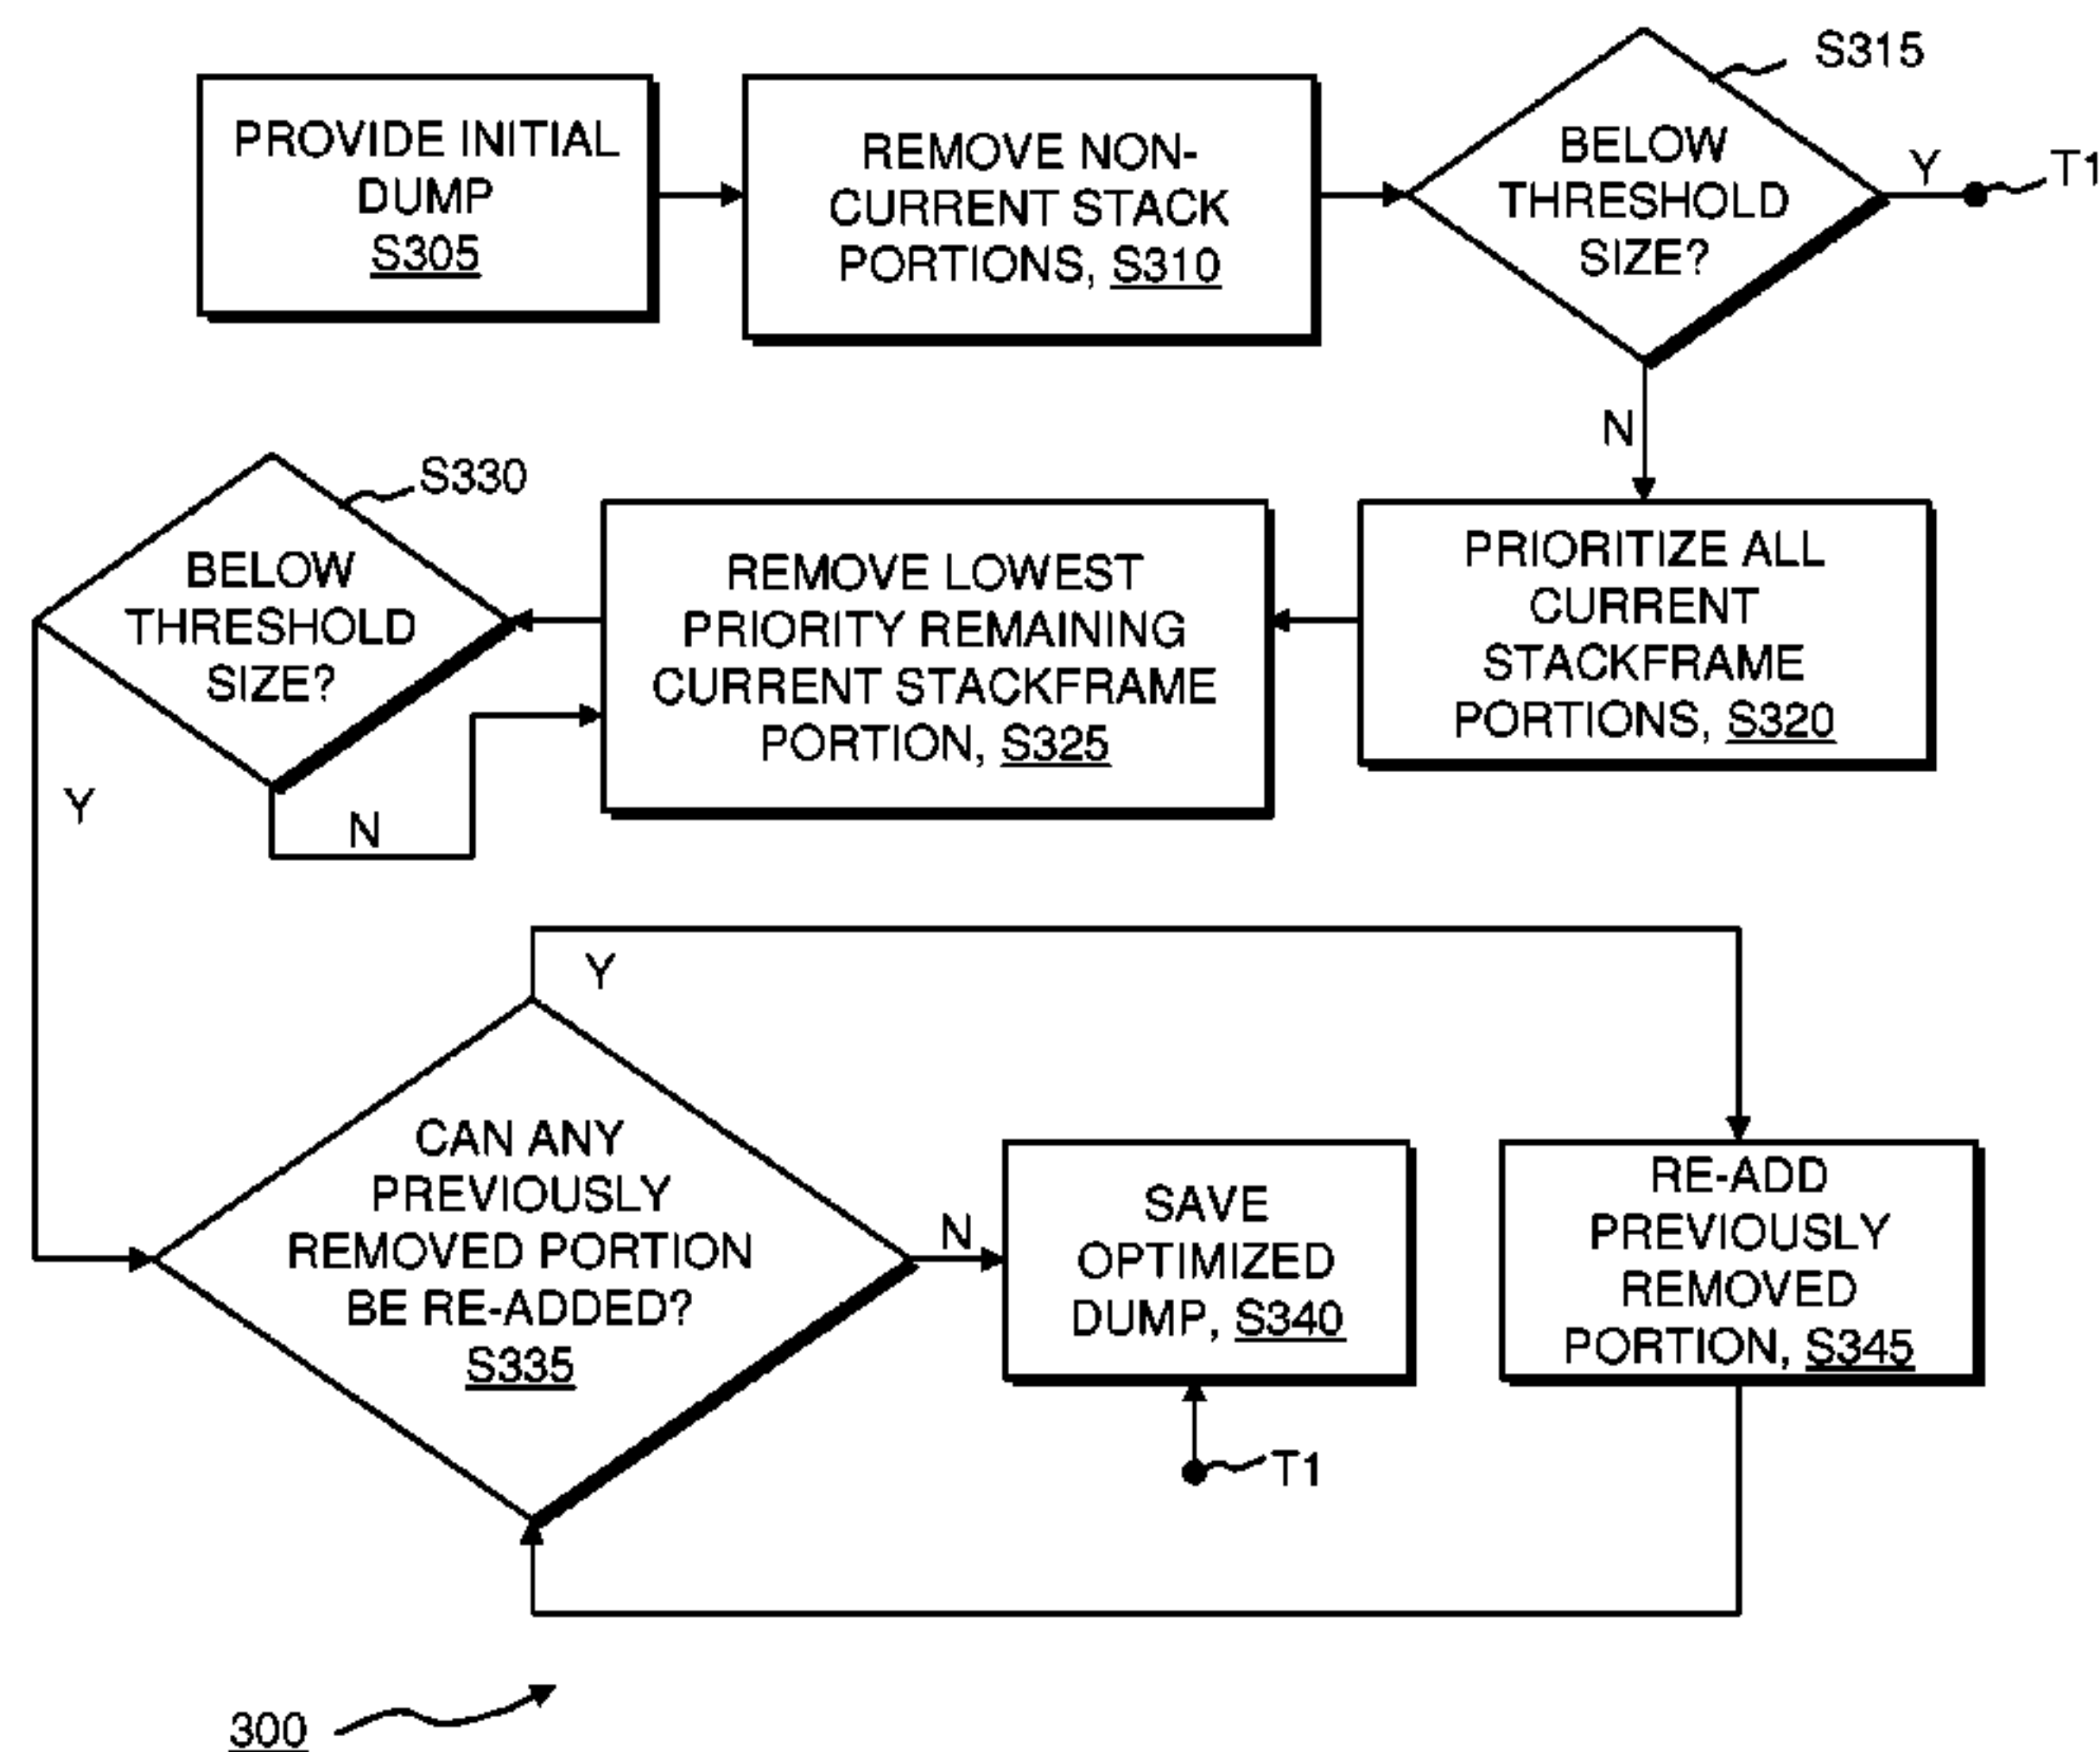 PROVIDE INITIAL
DUMP
S305
REMOVE NON-
CURRENT STACK
PORTIONS, S310
S315
BELOW
THRESHOLD
SIZE?
Y
T1
N
PRIORITIZE ALL
CURRENT
STACKFRAME
PORTIONS, S320
REMOVE LOWEST
PRIORITY REMAINING
CURRENT STACKFRAME
PORTION, S325
S330
BELOW
THRESHOLD
SIZE?
N
Y
CAN ANY
PREVIOUSLY
REMOVED PORTION
BE RE-ADDED?
S335
Y
N
SAVE
OPTIMIZED
DUMP, S340
T1
RE-ADD
PREVIOUSLY
REMOVED
PORTION, S345
300